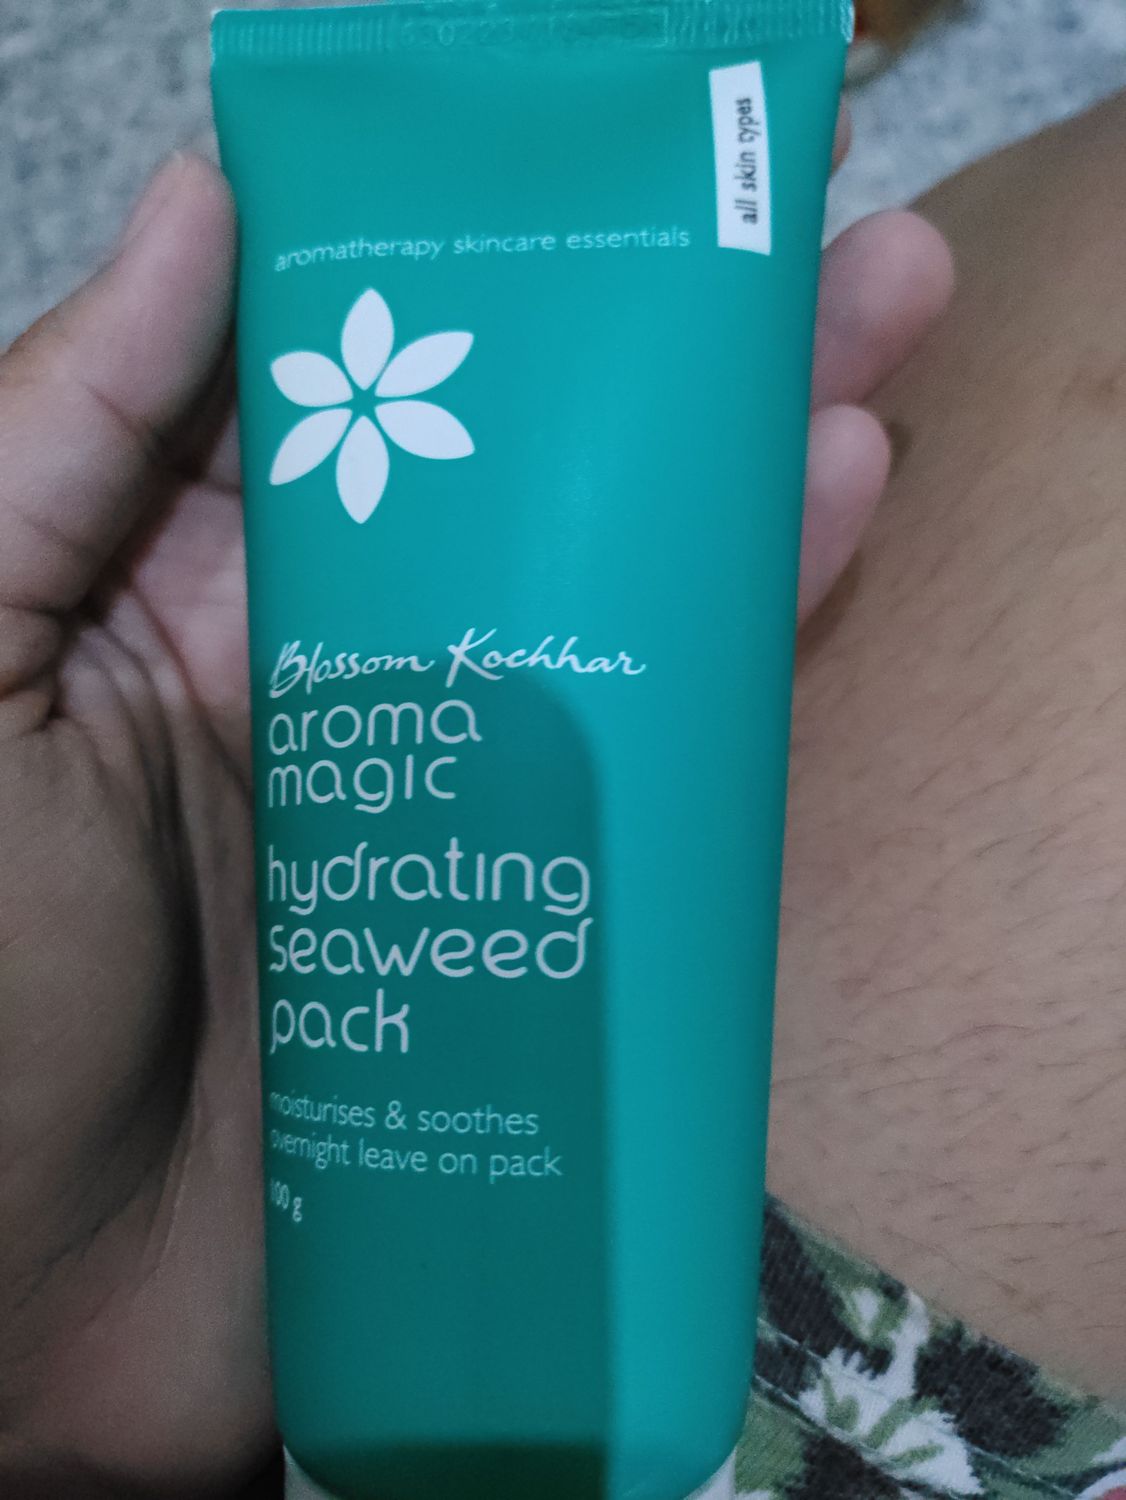 all skin types
aromatherapy skincare essentials
Blossom Kochhar
aroma
magic
hydrating
seaweed
pack
moisturises & soothes
overnight leave on pack
100 g